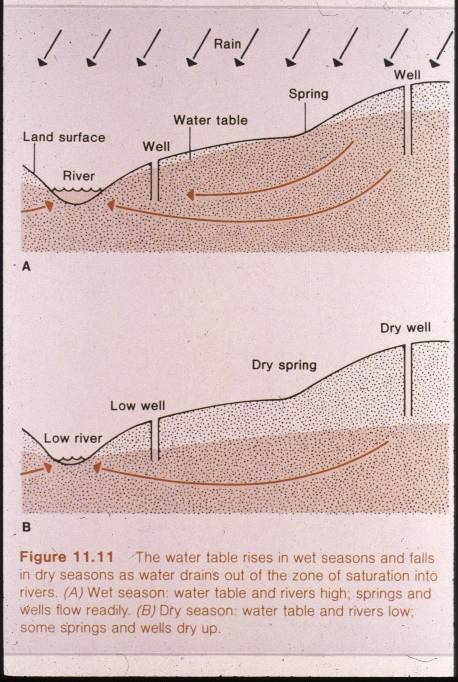 Rain
Well
Spring
Water table
Land surface
Well
River
A
Dry well
Dry spring
Low well
Low river
B
Figure 11.11 The water table rises in wet seasons and falls
in dry seasons as water drains out of the zone of saturation into
rivers. (A) Wet season: water table and rivers high; springs and
wells flow readily. (B) Dry season: water table and rivers low;
some springs and wells dry up.